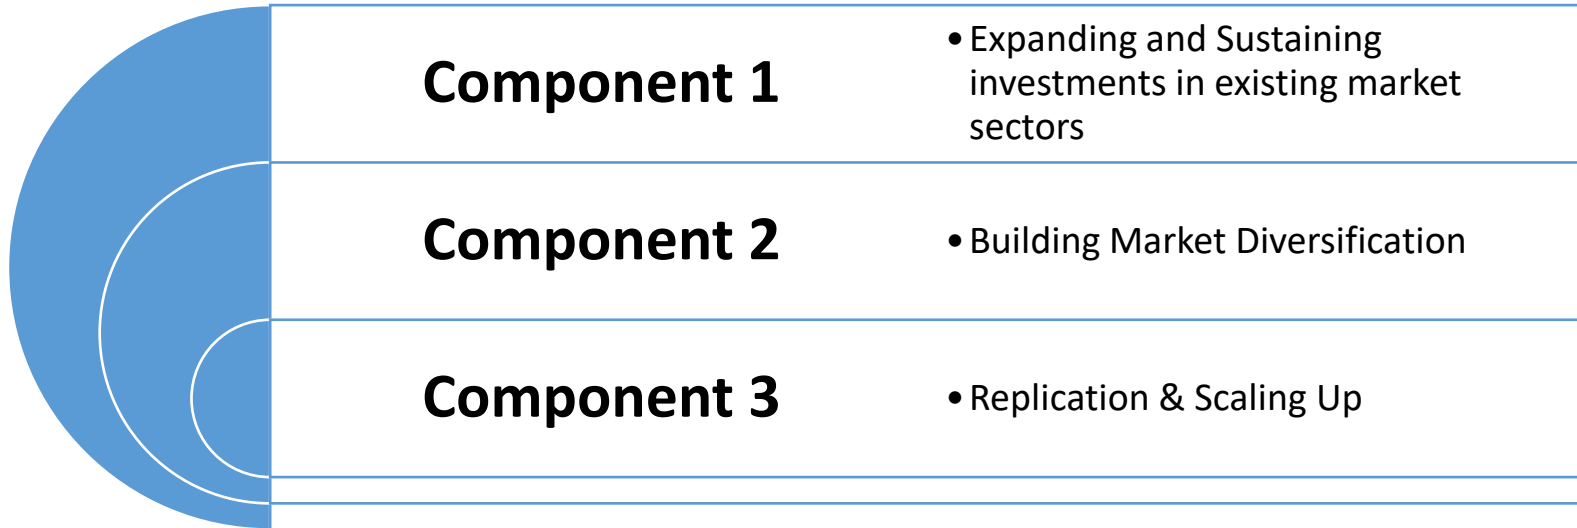 Component 1
•Expanding and Sustaining
investments in existing market
sectors
Component 2
•Building Market Diversification
Component 3
•Replication & Scaling Up